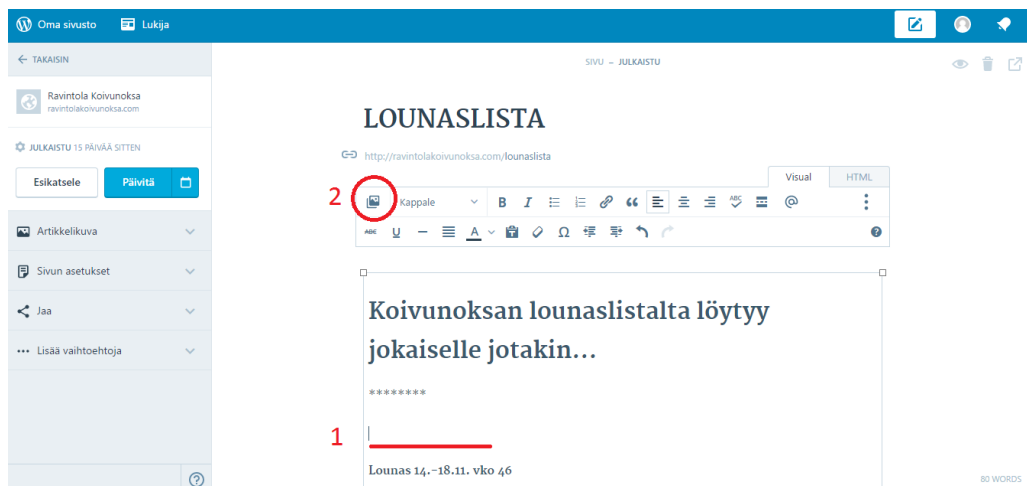 Oma sivusto Lukija
TAKAISIN
SIVU – JULKAISTU
Ravintola Koivunoksa
ravintolakoivunoksa.com
LOUNASLISTA
JULKAISTU 15 PÄIVÄÄ SITTEN
http://ravintolakoivunoksa.com/lounaslista
Esikatsele Päivitä
Visual HTML
2
Kappale B I ABC @
ABC U A Ω ?
Artikkelikuva
Sivun asetukset
Jaa
Lisää vaihtoehtoja
Koivunoksan lounaslistalta löytyy
jokaiselle jotakin...
********
1
Lounas 14.-18.11. vko 46
?
80 WORDS